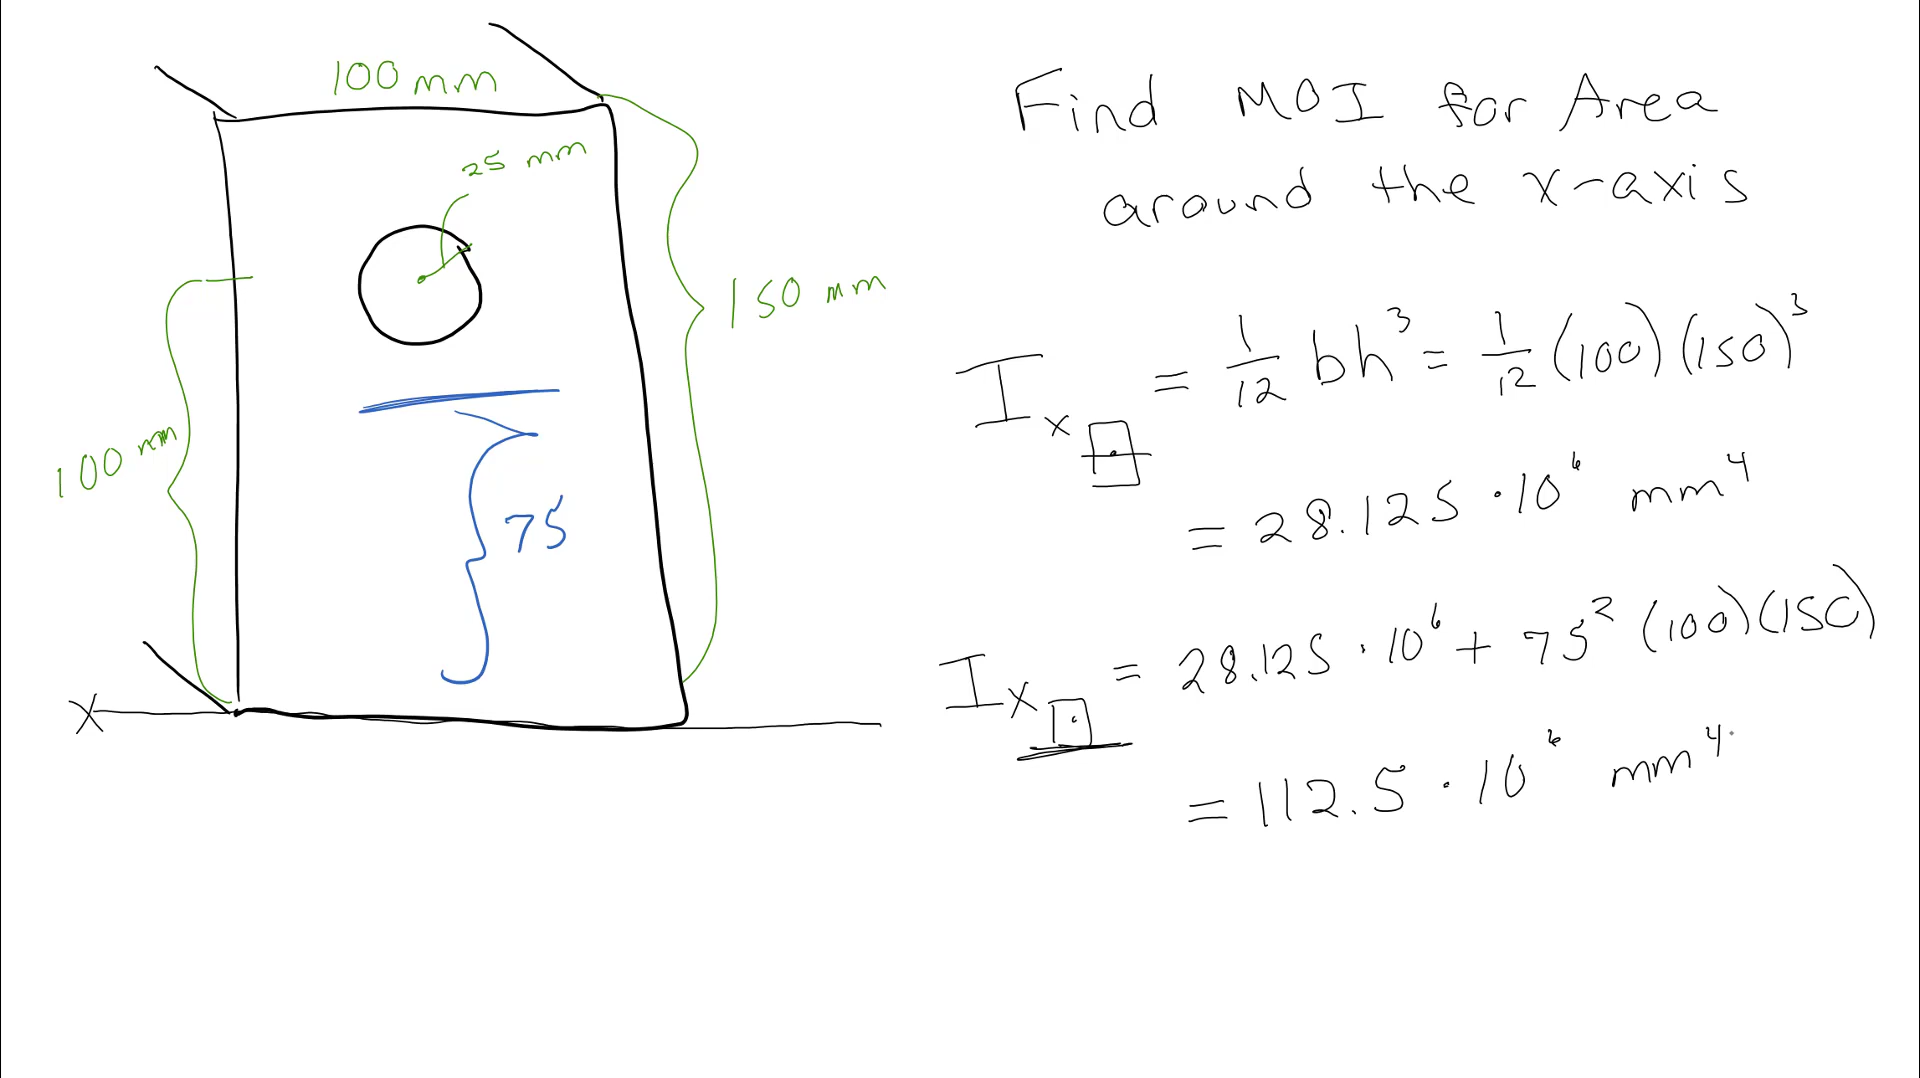 100 mm
25 mm
150 mm
100 mm
75
X
Find MOI for Area
around the x-axis
I_x = 1/12 bh³ = 1/12 (100)(150)³
= 28.125 · 10⁶ mm⁴
I_x = 28.125 · 10⁶ + 75² (100)(150)
= 112.5 · 10⁶ mm⁴